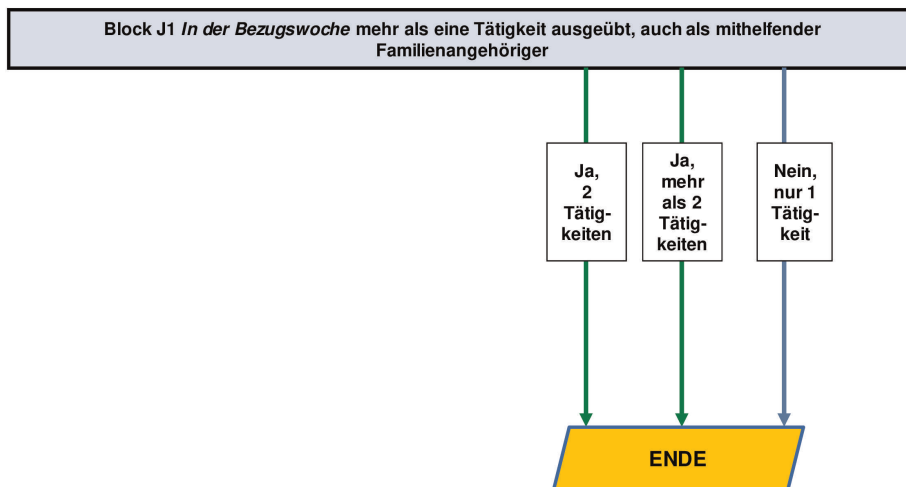 Block J1 In der Bezugswoche mehr als eine Tätigkeit ausgeübt, auch als mithelfender
Familienangehöriger
Ja,
2
Tätig-
keiten
Ja,
mehr
als 2
Tätig-
keiten
Nein,
nur 1
Tätig-
keit
ENDE